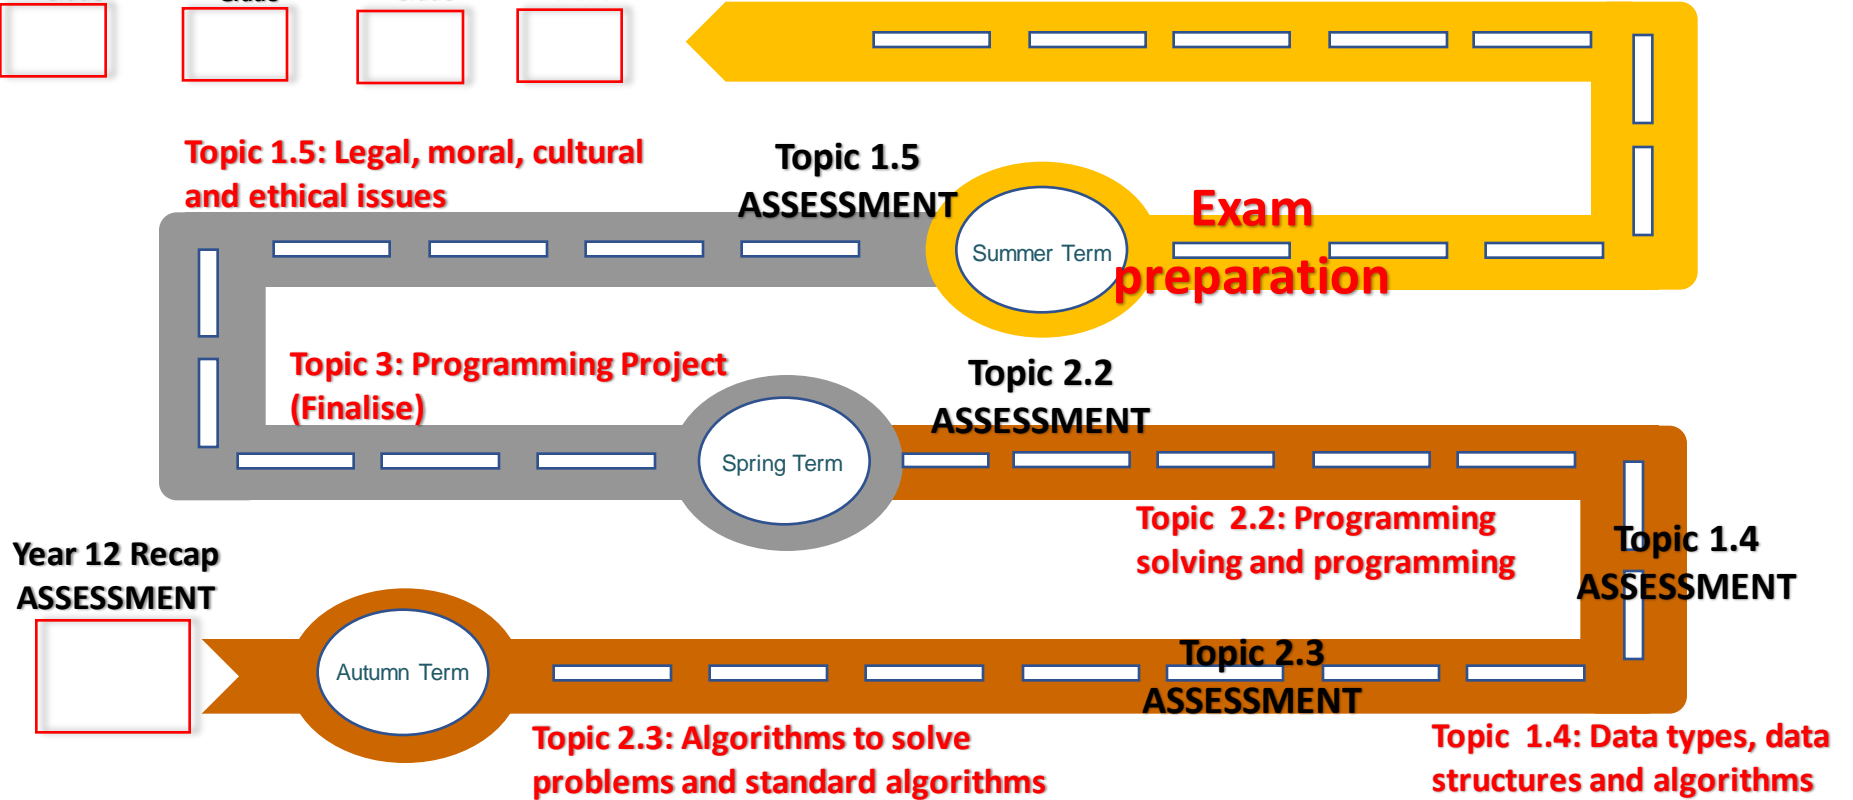 Topic 1.5: Legal, moral, cultural
and ethical issues
Topic 1.5
ASSESSMENT
Summer Term
Exam
preparation
Topic 3: Programming Project
(Finalise)
Topic 2.2
ASSESSMENT
Spring Term
Topic 2.2: Programming
solving and programming
Topic 1.4
ASSESSMENT
Year 12 Recap
ASSESSMENT
Autumn Term
Topic 2.3
ASSESSMENT
Topic 2.3: Algorithms to solve
problems and standard algorithms
Topic 1.4: Data types, data
structures and algorithms